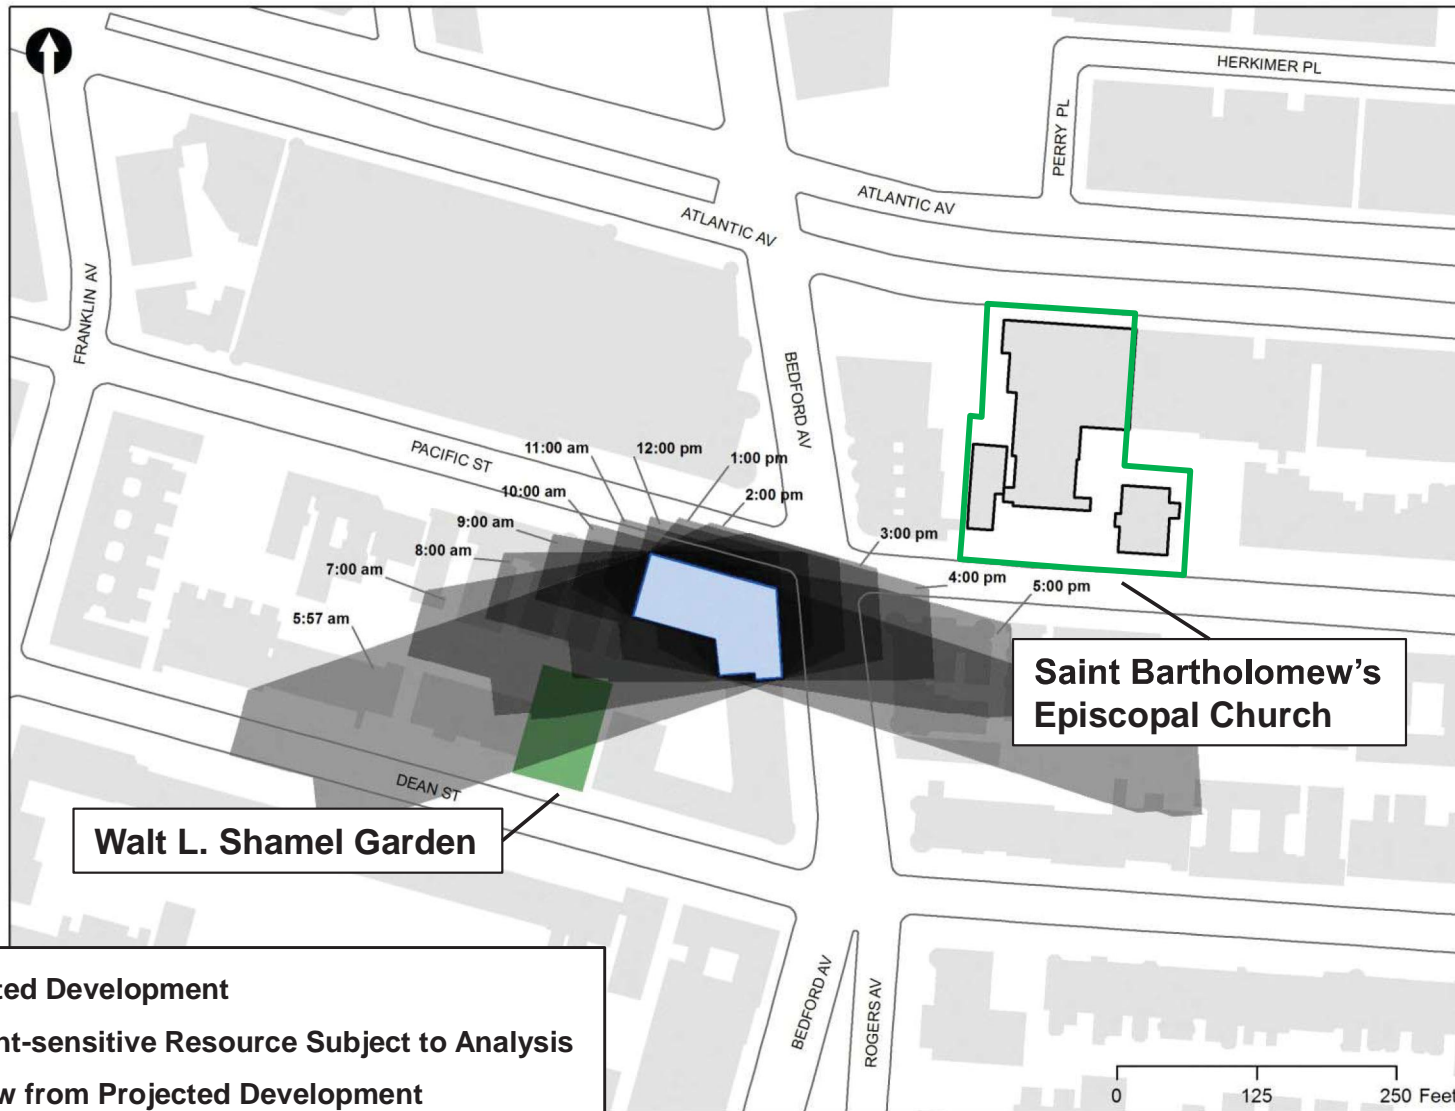 HERKIMER PL
PERRY PL
ATLANTIC AV
ATLANTIC AV
FRANKLIN AV
BEDFORD AV
PACIFIC ST
11:00 am
12:00 pm
1:00 pm
10:00 am
2:00 pm
9:00 am
3:00 pm
8:00 am
4:00 pm
7:00 am
5:00 pm
5:57 am
Saint Bartholomew's
Episcopal Church
DEAN ST
Walt L. Shamel Garden
BEDFORD AV
ROGERS AV
ted Development
nt-sensitive Resource Subject to Analysis
w from Projected Development
0 125 250 Feet